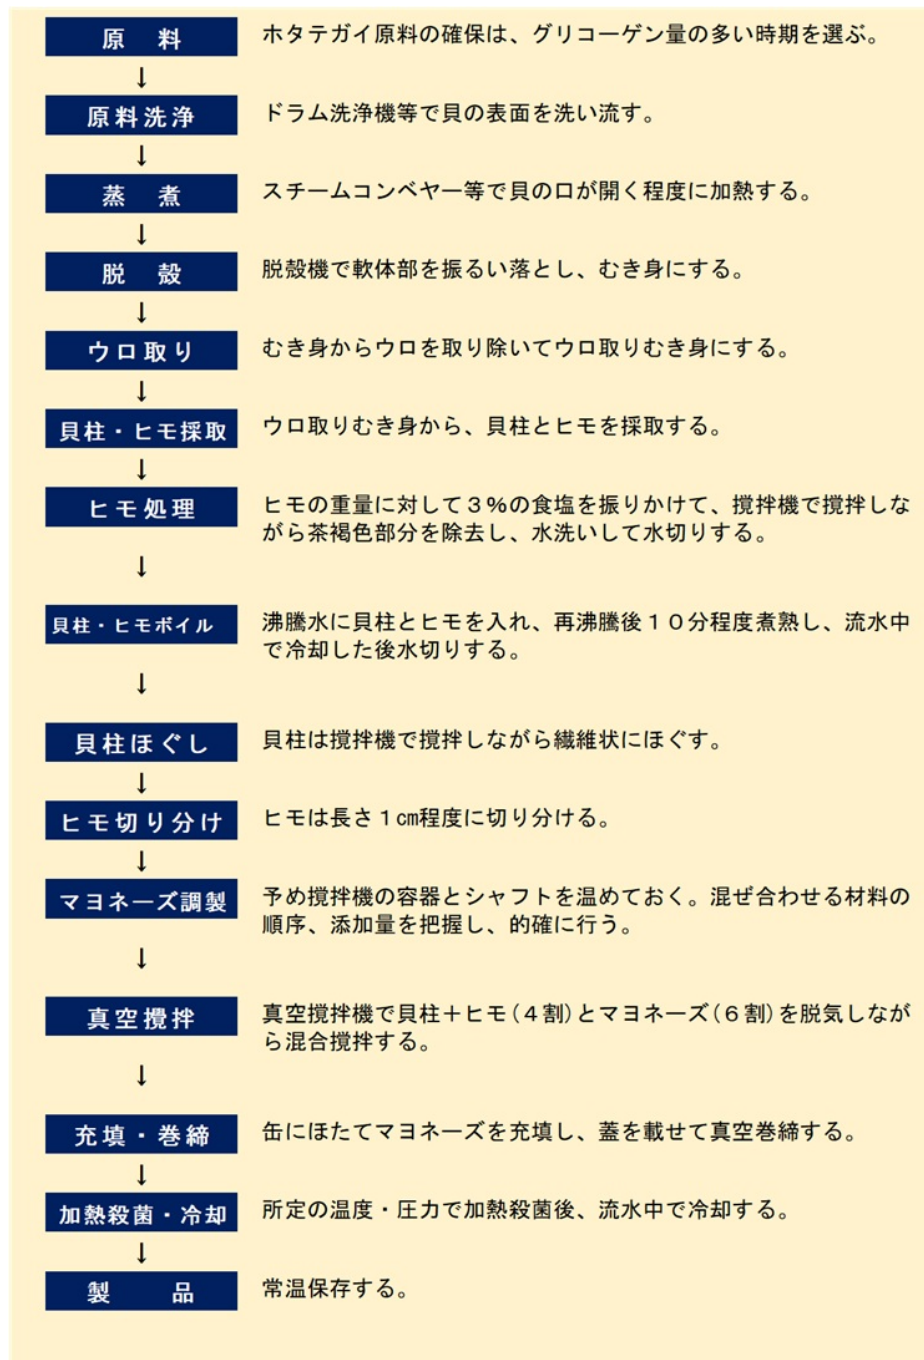 原　料
ホタテガイ原料の確保は、グリコーゲン量の多い時期を選ぶ。
↓
原料洗浄
ドラム洗浄機等で貝の表面を洗い流す。
↓
蒸　煮
スチームコンベヤー等で貝の口が開く程度に加熱する。
↓
脱　殻
脱殻機で軟体部を振るい落とし、むき身にする。
↓
ウロ取り
むき身からウロを取り除いてウロ取りむき身にする。
↓
貝柱・ヒモ採取
ウロ取りむき身から、貝柱とヒモを採取する。
↓
ヒモ処理
ヒモの重量に対して３％の食塩を振りかけて、撹拌機で撹拌しな
がら茶褐色部分を除去し、水洗いして水切りする。
↓
貝柱・ヒモボイル
沸騰水に貝柱とヒモを入れ、再沸騰後１０分程度煮熟し、流水中
で冷却した後水切りする。
↓
貝柱ほぐし
貝柱は撹拌機で撹拌しながら繊維状にほぐす。
↓
ヒモ切り分け
ヒモは長さ１㎝程度に切り分ける。
↓
マヨネーズ調製
予め撹拌機の容器とシャフトを温めておく。混ぜ合わせる材料の
順序、添加量を把握し、的確に行う。
↓
真空攪拌
真空撹拌機で貝柱＋ヒモ(４割)とマヨネーズ(６割)を脱気しなが
ら混合撹拌する。
↓
充填・巻締
缶にほたてマヨネーズを充填し、蓋を載せて真空巻締する。
↓
加熱殺菌・冷却
所定の温度・圧力で加熱殺菌後、流水中で冷却する。
↓
製　品
常温保存する。